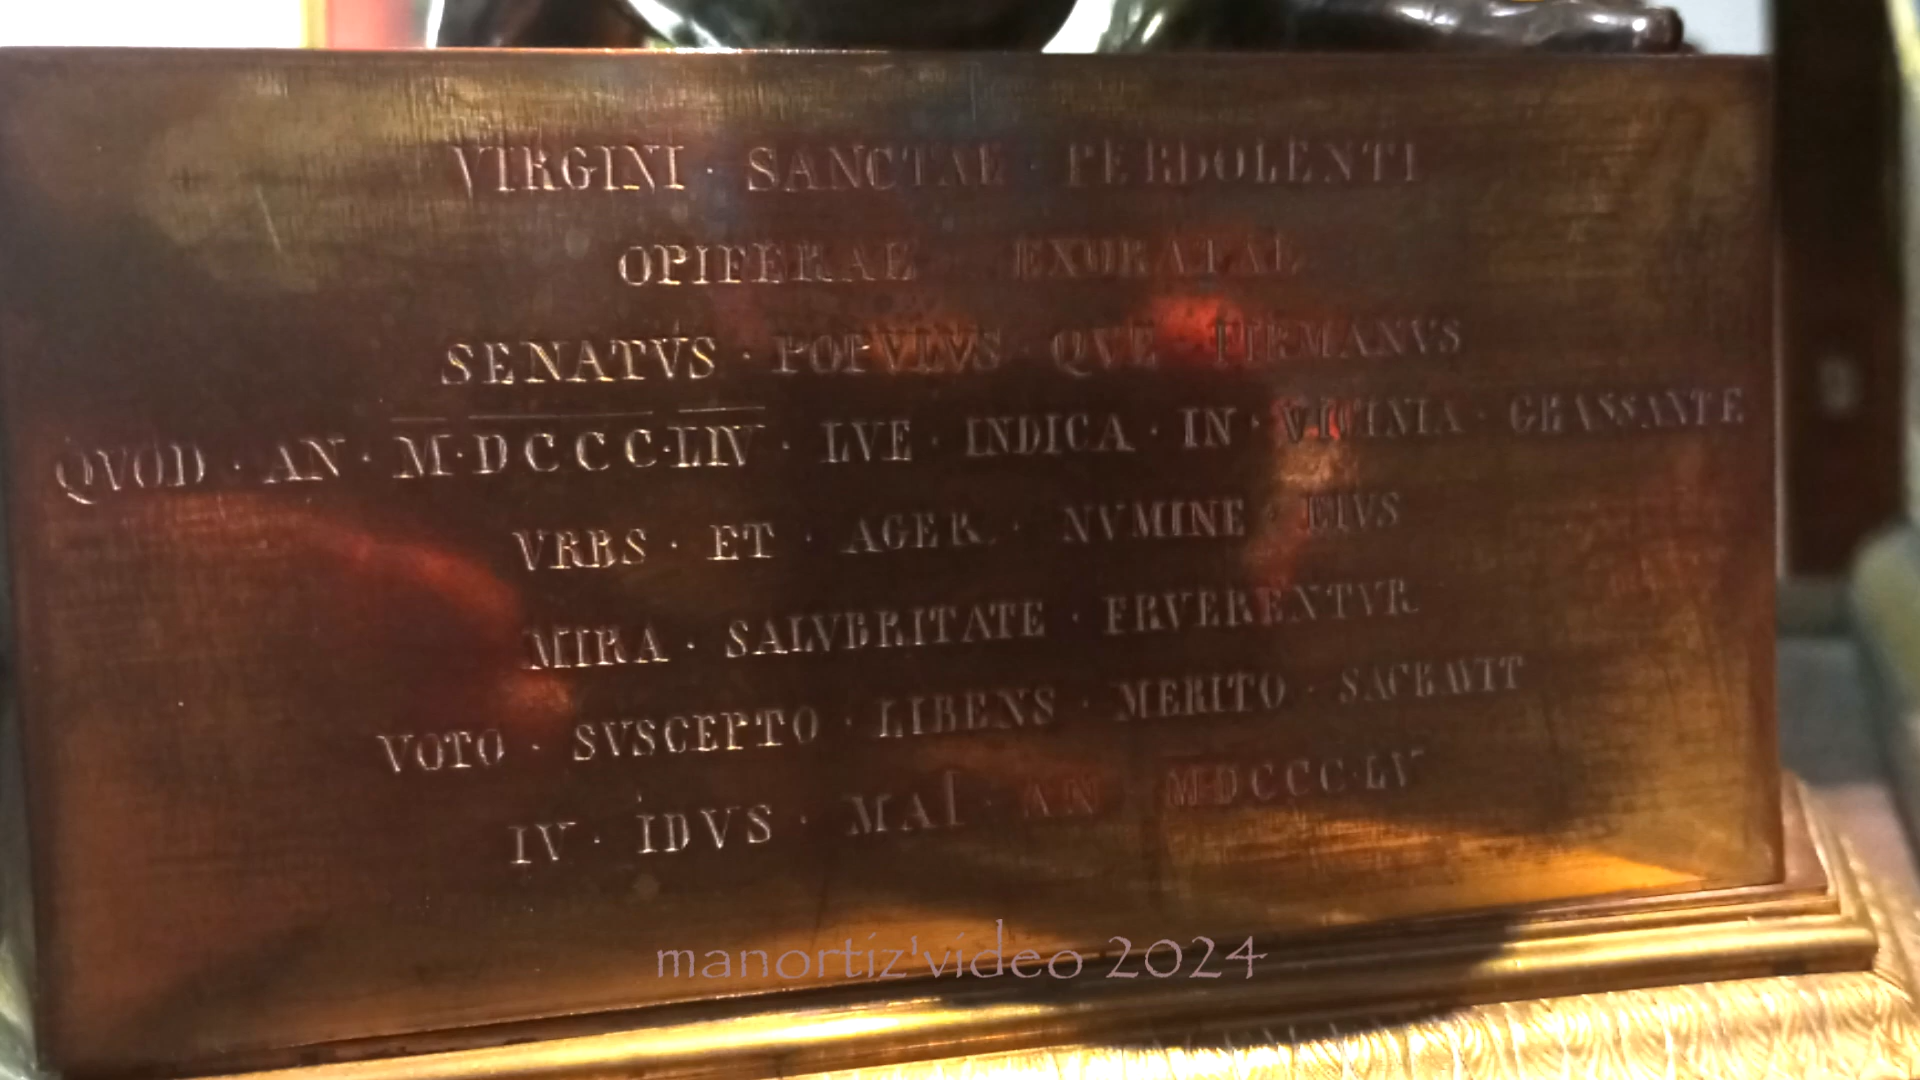 VIRGINI · SANCTAE · PERDOLENTI
OPIFERAE · EXORATAE
SENATVS · POPVLVS · QVE · FIRMANVS
QVOD · AN · M·DCCCC·LIV · LVE · INDICA · IN · VICINIA · GRASSANTE
VRBS · ET · AGER · NVMINE · EIVS
MIRA · SALVBRITATE · FRVERENTVR
VOTO · SVSCEPTO · LIBENS · MERITO · SACRAVIT
IV · IDVS · MAI · AN · M·DCCC·LV
manortiz'video 2024